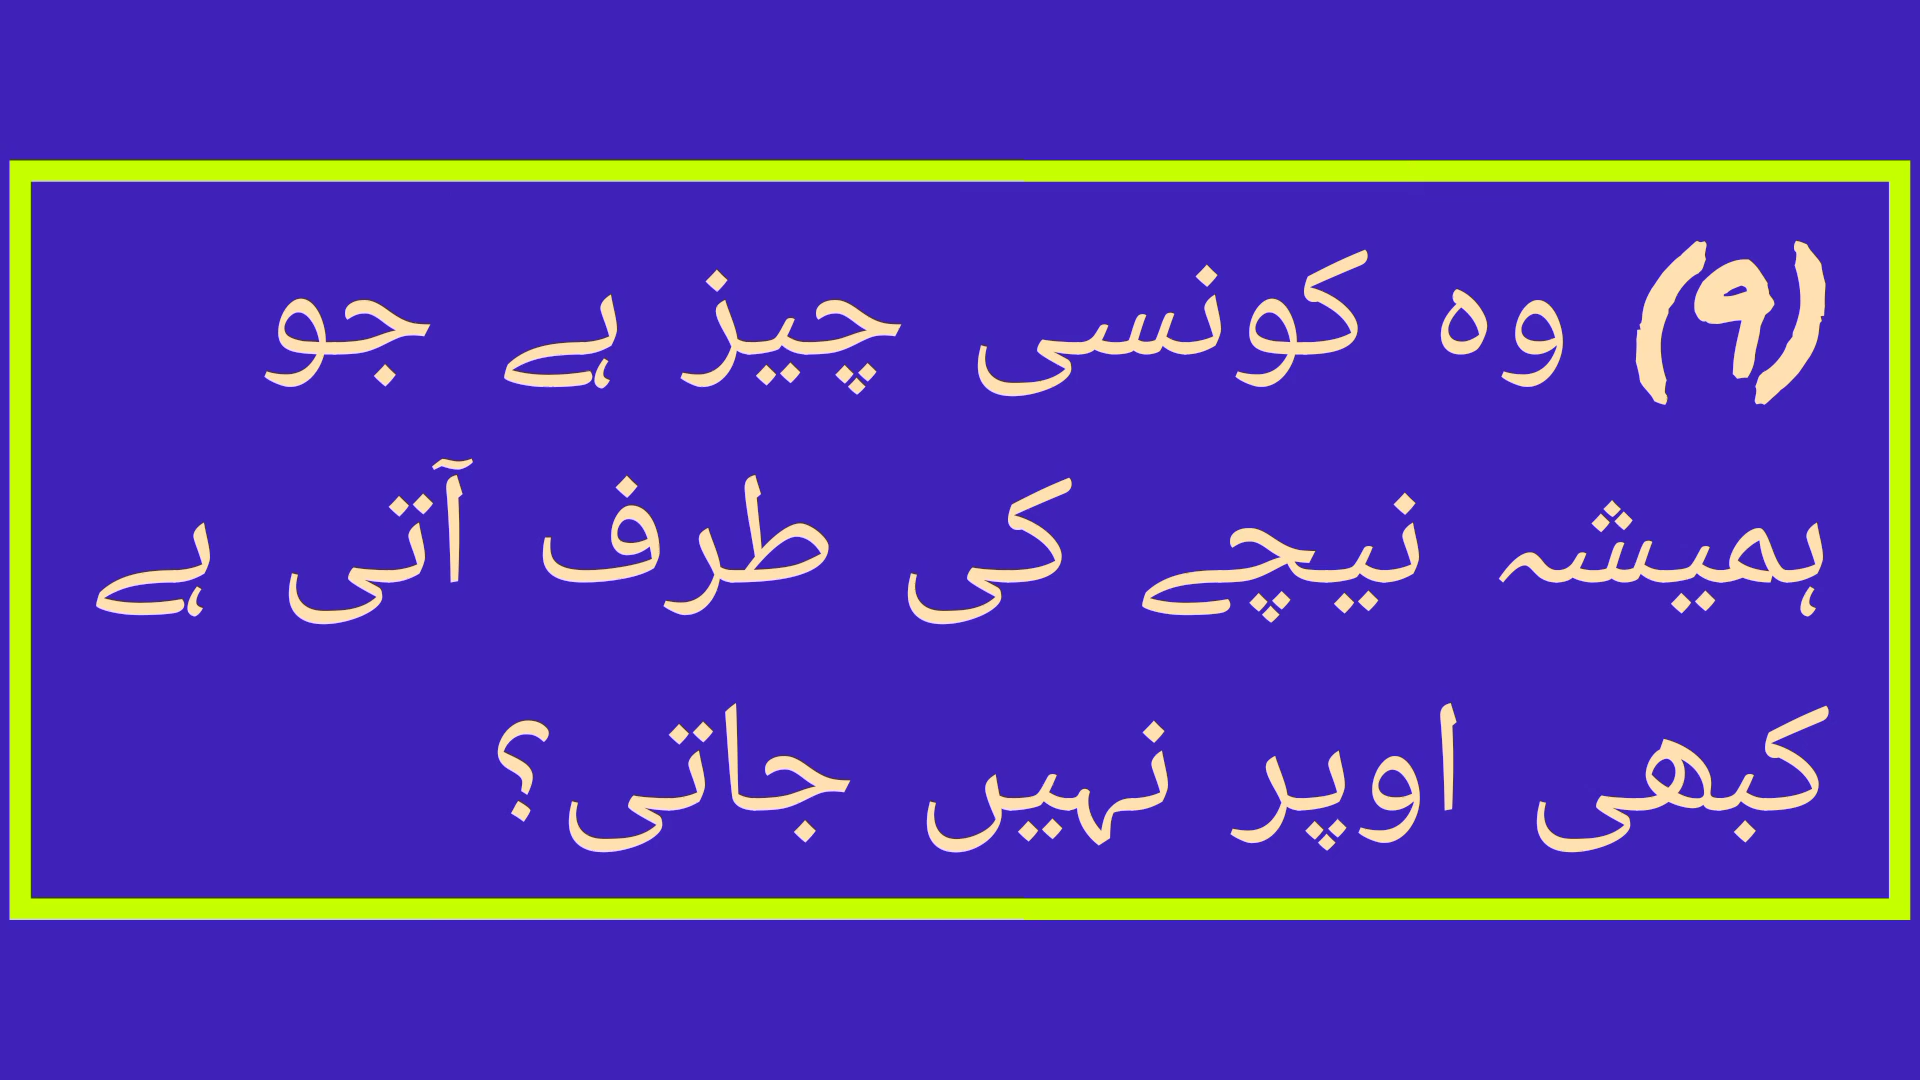 (۹) وہ کونسی چیز ہے جو
ہمیشہ نیچے کی طرف آتی ہے
کبھی اوپر نہیں جاتی؟